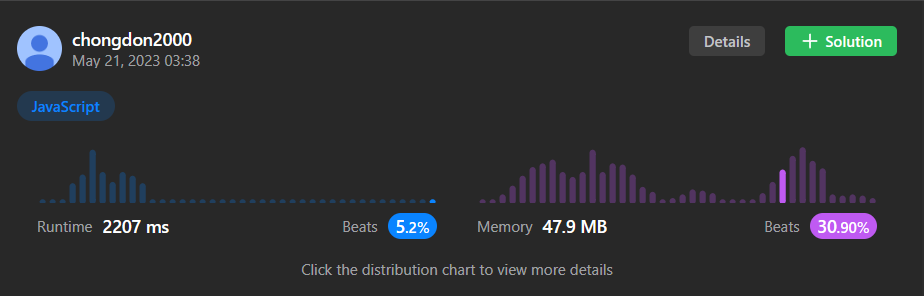 chongdon2000
May 21, 2023 03:38
Details
Solution
JavaScript
Runtime 2207 ms
Beats 5.2%
Memory 47.9 MB
Beats 30.90%
Click the distribution chart to view more details